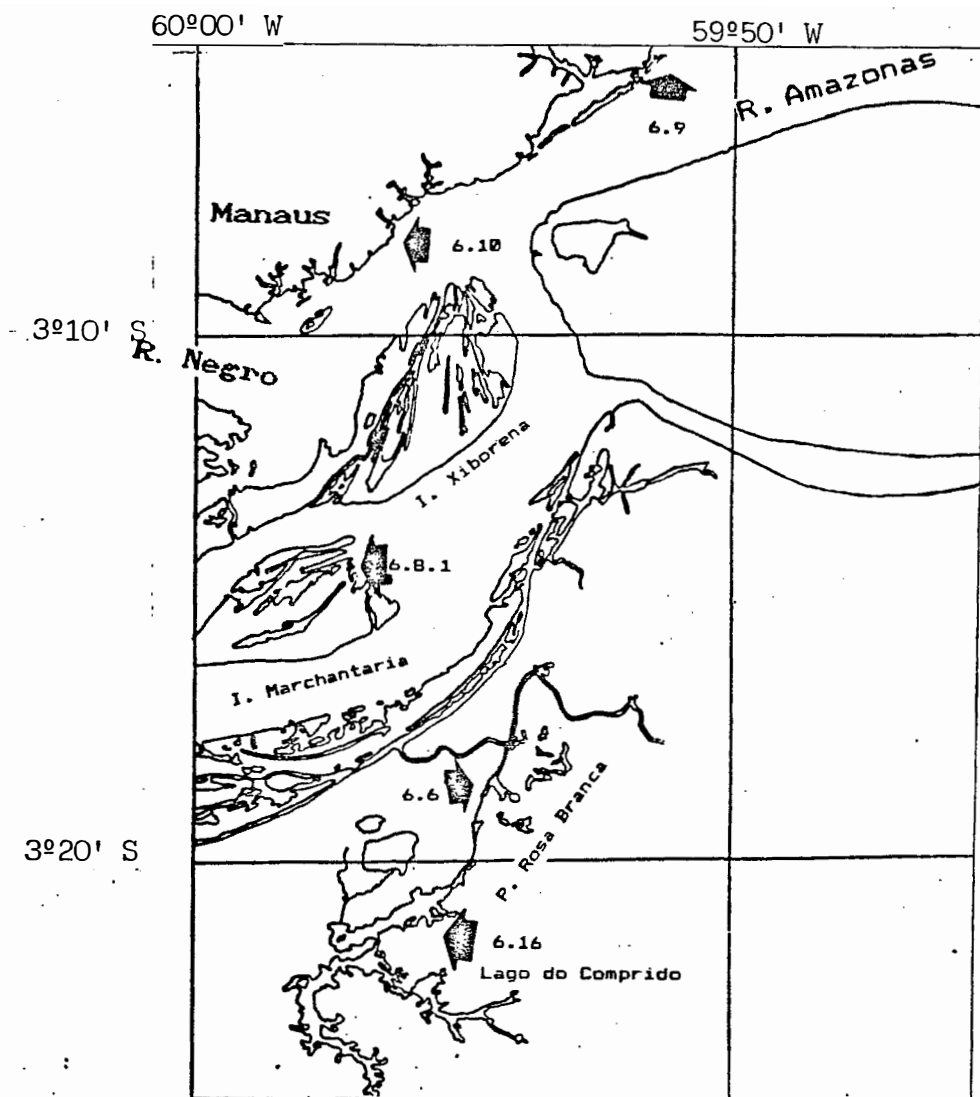 60º00' W
59º50' W
R. Amazonas
6.9
Manaus
6.10
3º10' S
R. Negro
I. Xiborena
6.8.1
I. Marchantaria
6.6
P. Rosa Branca
3º20' S
6.16
Lago do Comprido